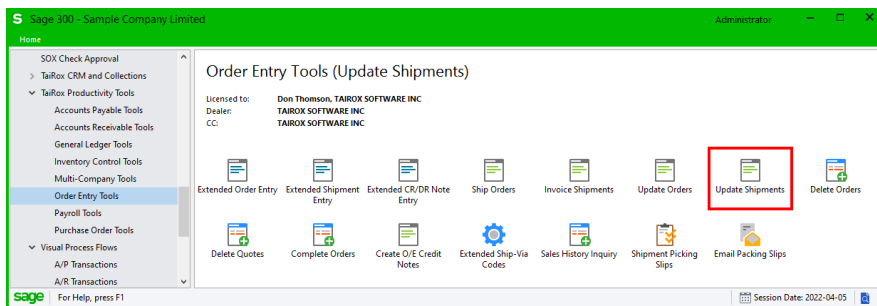 S Sage 300 - Sample Company Limited
Administrator
Home
SOX Check Approval
TaiRox CRM and Collections
TaiRox Productivity Tools
Accounts Payable Tools
Accounts Receivable Tools
General Ledger Tools
Inventory Control Tools
Multi-Company Tools
Order Entry Tools
Payroll Tools
Purchase Order Tools
Visual Process Flows
A/P Transactions
A/R Transactions
Order Entry Tools (Update Shipments)
Licensed to: Don Thomson, TAIROX SOFTWARE INC
Dealer: TAIROX SOFTWARE INC
CC: TAIROX SOFTWARE INC
Extended Order Entry
Extended Shipment
Entry
Extended CR/DR Note
Entry
Ship Orders
Invoice Shipments
Update Orders
Update Shipments
Delete Orders
Delete Quotes
Complete Orders
Create O/E Credit
Notes
Extended Ship-Via
Codes
Sales History Inquiry
Shipment Picking
Slips
Email Packing Slips
sage For Help, press F1
Session Date: 2022-04-05